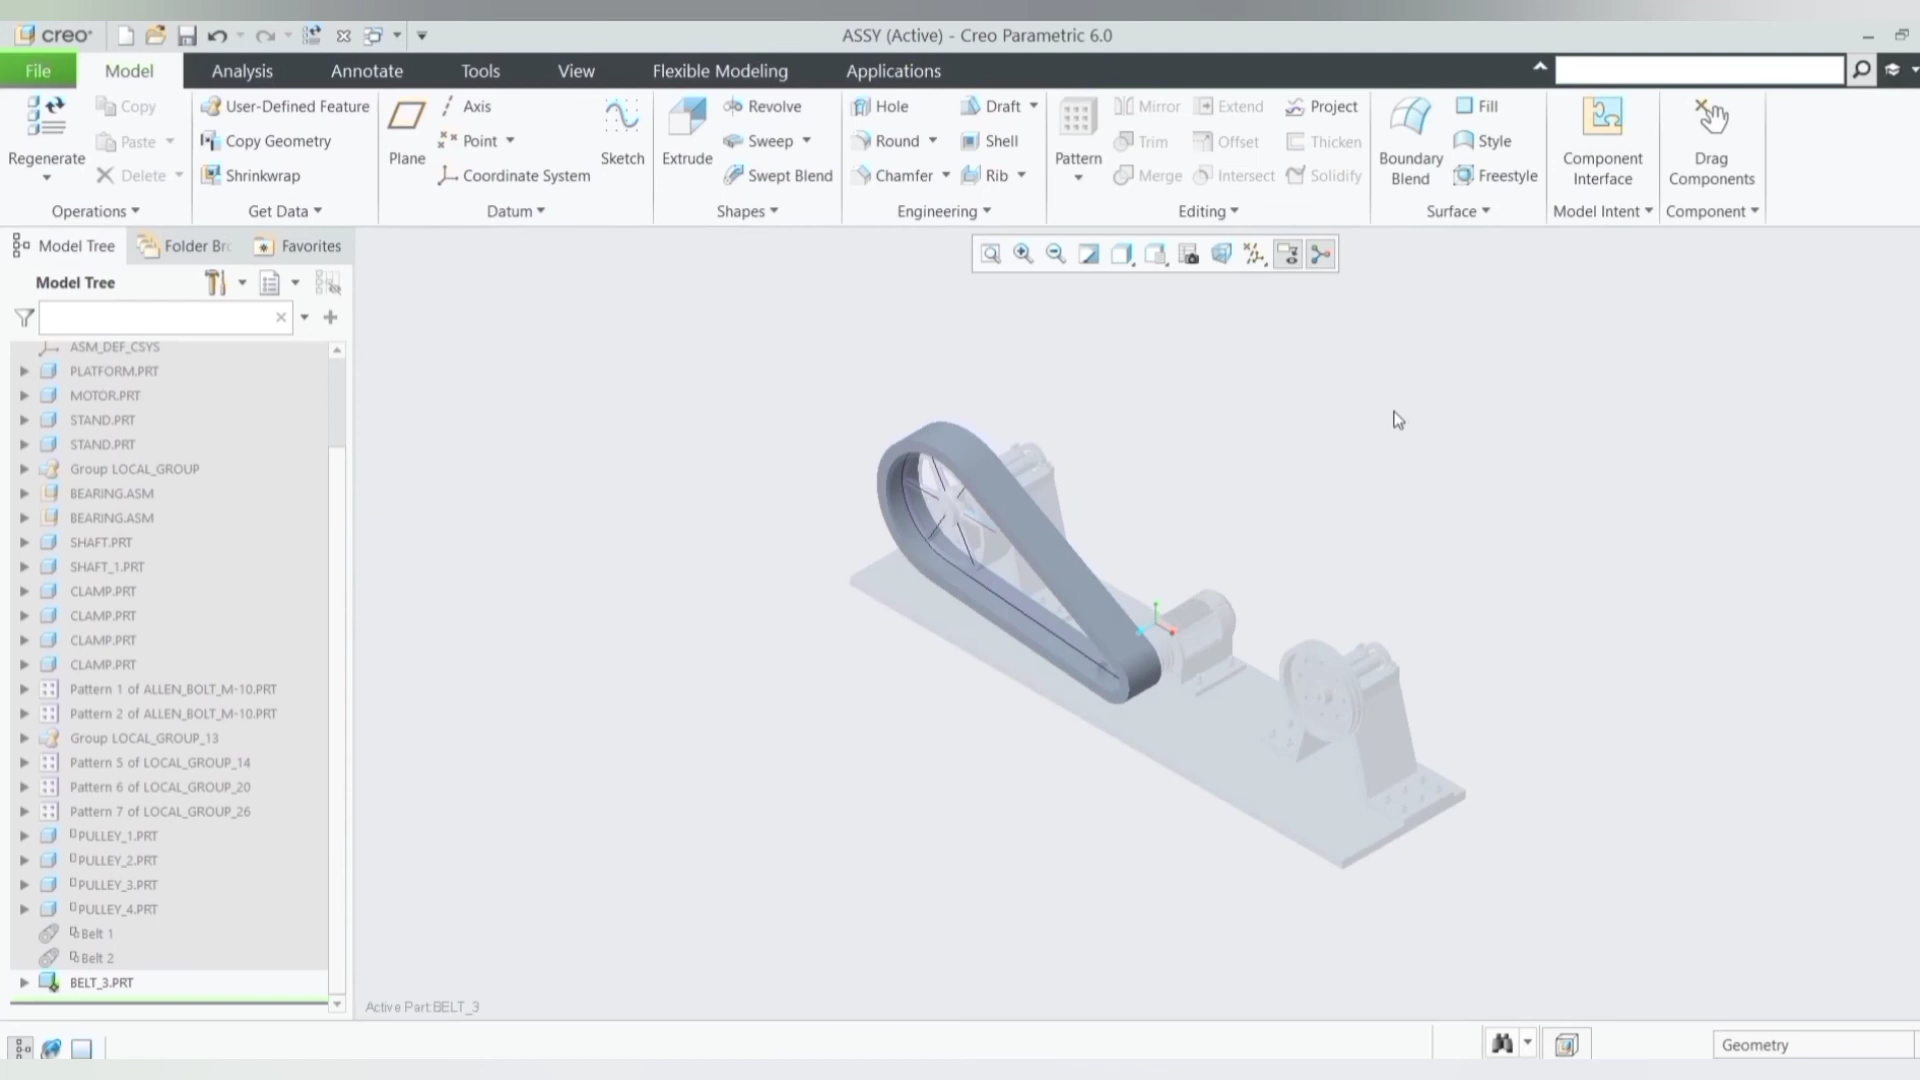 creo
ASSY (Active) - Creo Parametric 6.0
File Model Analysis Annotate Tools View Flexible Modeling Applications
Regenerate
Copy
Paste
Delete
Operations
User-Defined Feature
Copy Geometry
Shrinkwrap
Get Data
Plane
Axis
Point
Coordinate System
Sketch
Datum
Extrude
Revolve
Sweep
Swept Blend
Shapes
Hole
Round
Chamfer
Draft
Shell
Rib
Engineering
Pattern
Mirror
Trim
Merge
Extend
Offset
Intersect
Project
Thicken
Solidify
Editing
Boundary
Blend
Fill
Style
Freestyle
Surface
Component
Interface
Model Intent
Drag
Components
Component
Model Tree
Folder Br
Favorites
Model Tree
ASM_DEF_CSYS
PLATFORM.PRT
MOTOR.PRT
STAND.PRT
STAND.PRT
Group LOCAL_GROUP
BEARING.ASM
BEARING.ASM
SHAFT.PRT
SHAFT_1.PRT
CLAMP.PRT
CLAMP.PRT
CLAMP.PRT
CLAMP.PRT
Pattern 1 of ALLEN_BOLT_M-10.PRT
Pattern 2 of ALLEN_BOLT_M-10.PRT
Group LOCAL_GROUP_13
Pattern 5 of LOCAL_GROUP_14
Pattern 6 of LOCAL_GROUP_20
Pattern 7 of LOCAL_GROUP_26
PULLEY_1.PRT
PULLEY_2.PRT
PULLEY_3.PRT
PULLEY_4.PRT
Belt 1
Belt 2
BELT_3.PRT
Active Part:BELT_3
Geometry